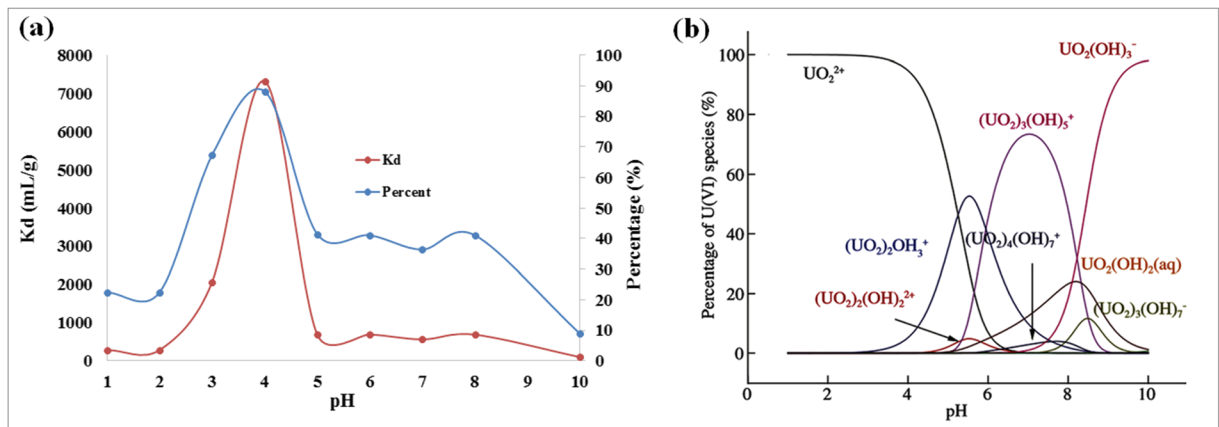 (a)
8000
7000
6000
5000
4000
3000
2000
1000
0
Kd (mL/g)
100
90
80
70
60
50
40
30
20
10
0
Percentage (%)
Kd
Percent
1 2 3 4 5 6 7 8 10
pH
(b)
100
80
60
40
20
0
Percentage of U(VI) species (%)
UO₂²⁺
UO₂(OH)₃⁻
(UO₂)₃(OH)₅⁺
(UO₂)₂OH₃⁺
(UO₂)₄(OH)₇⁺
UO₂(OH)₂(aq)
(UO₂)₂(OH)₂²⁺
(UO₂)₃(OH)₇⁻
0 2 4 6 8 10
pH